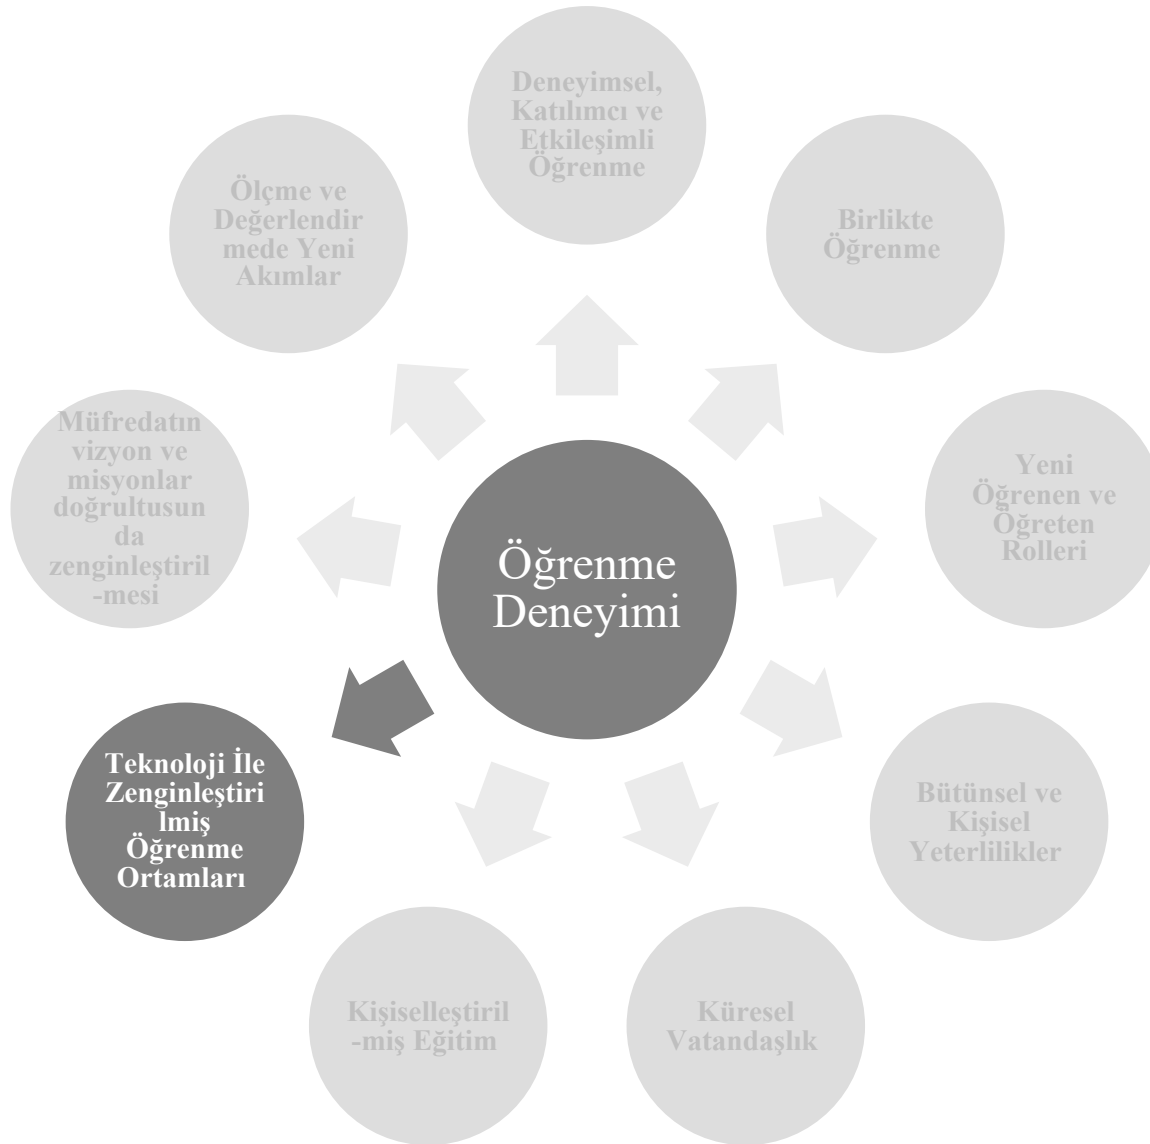 Deneyimsel,
Katılımcı ve
Etkileşimli
Öğrenme
Birlikte
Öğrenme
Yeni
Öğrenen ve
Öğreten
Rolleri
Bütünsel ve
Kişisel
Yeterlilikler
Küresel
Vatandaşlık
Kişiselleştiril
-miş Eğitim
Teknoloji İle
Zenginleştiri
lmiş
Öğrenme
Ortamları
Müfredatın
vizyon ve
misyonlar
doğrultusun
da
zenginleştiril
-mesi
Ölçme ve
Değerlendir
mede Yeni
Akımlar
Öğrenme
Deneyimi